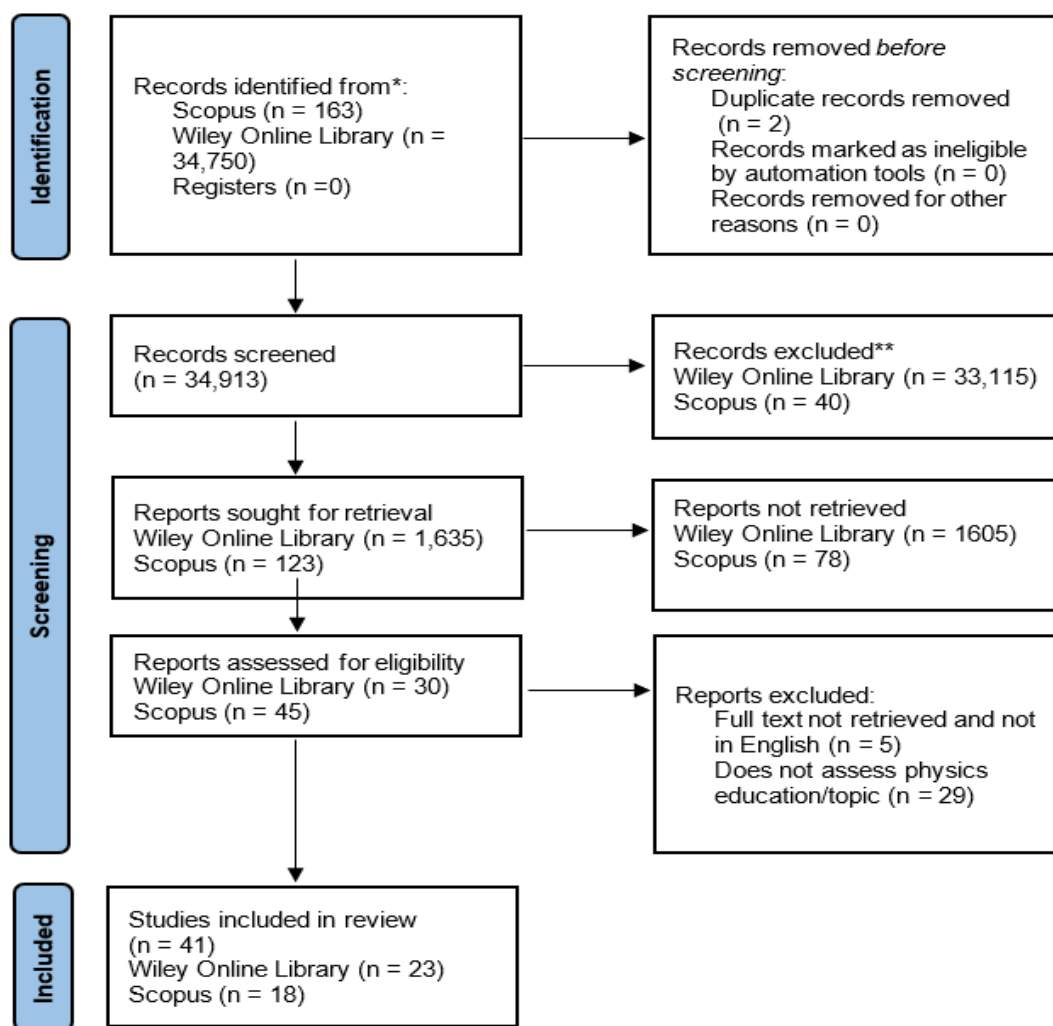 Identification
Records identified from*:
Scopus (n = 163)
Wiley Online Library (n =
34,750)
Registers (n =0)
Records removed before
screening:
Duplicate records removed
(n = 2)
Records marked as ineligible
by automation tools (n = 0)
Records removed for other
reasons (n = 0)
Screening
Records screened
(n = 34,913)
Records excluded**
Wiley Online Library (n = 33,115)
Scopus (n = 40)
Reports sought for retrieval
Wiley Online Library (n = 1,635)
Scopus (n = 123)
Reports not retrieved
Wiley Online Library (n = 1605)
Scopus (n = 78)
Reports assessed for eligibility
Wiley Online Library (n = 30)
Scopus (n = 45)
Reports excluded:
Full text not retrieved and not
in English (n = 5)
Does not assess physics
education/topic (n = 29)
Included
Studies included in review
(n = 41)
Wiley Online Library (n = 23)
Scopus (n = 18)